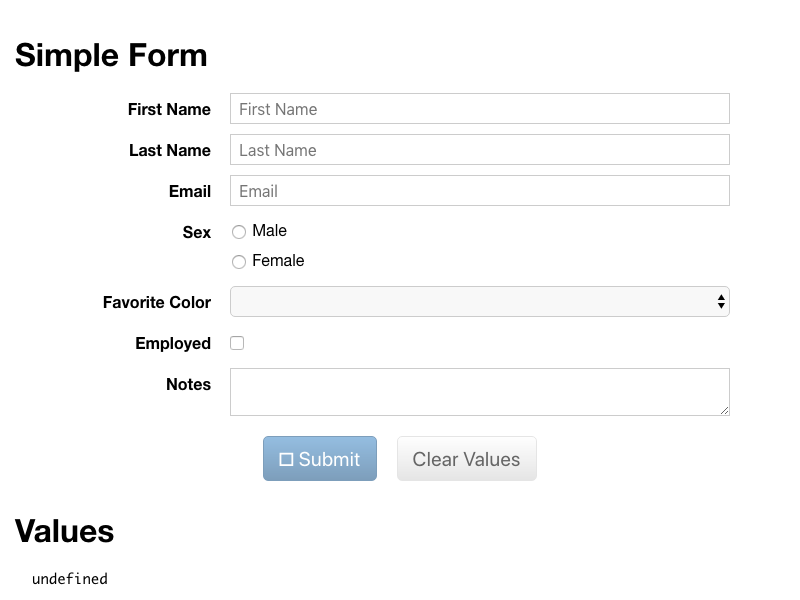 Simple Form
First Name First Name
Last Name Last Name
Email Email
Sex Male
Female
Favorite Color
Employed
Notes
Submit Clear Values
Values
undefined